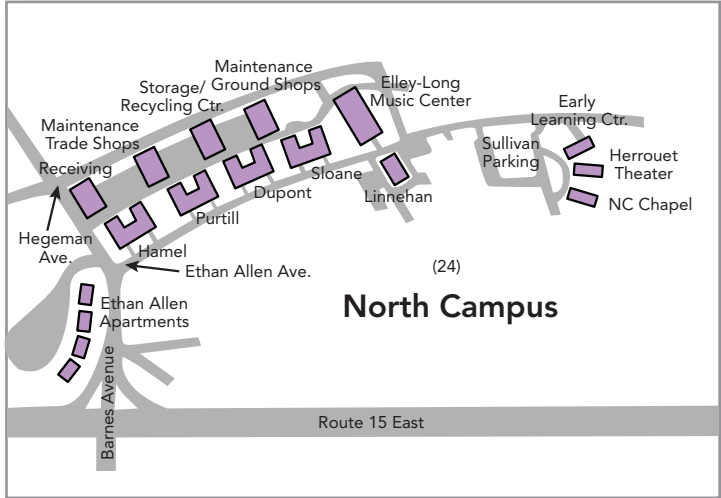 Maintenance
Ground Shops
Storage/
Recycling Ctr.
Elley-Long
Music Center
Early
Learning Ctr.
Maintenance
Trade Shops
Receiving
Sullivan
Parking
Herrouet
Theater
Sloane
Dupont
Linnehan
NC Chapel
Purtill
Hegeman
Ave.
Hamel
Ethan Allen Ave.
(24)
North Campus
Ethan Allen
Apartments
Barnes Avenue
Route 15 East